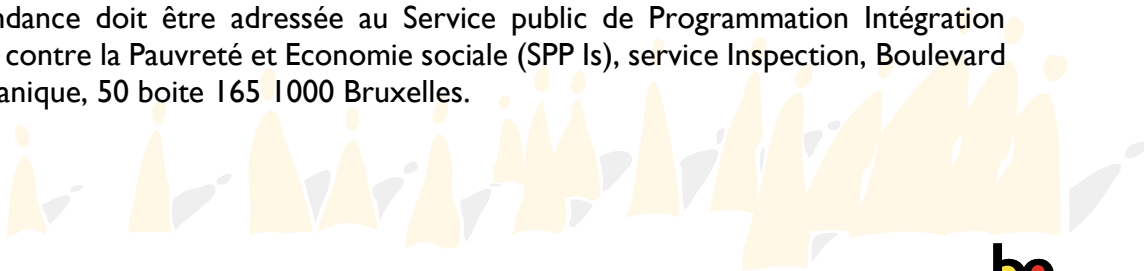 ndance doit être adressée au Service public de Programmation Intégration
contre la Pauvreté et Economie sociale (SPP Is), service Inspection, Boulevard
anique, 50 boite 165 1000 Bruxelles.
.be